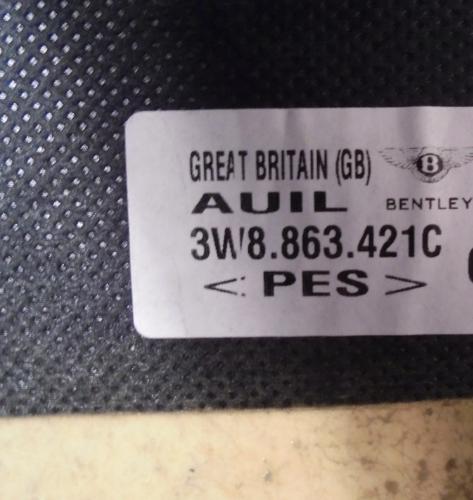 GREAT BRITAIN (GB)
B
AUIL BENTLEY
3W8.863.421C
< PES >